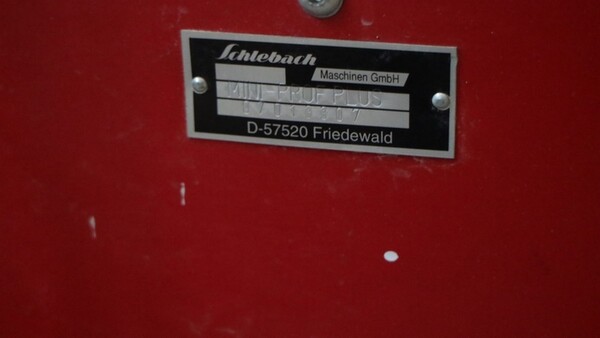 Schlebach
Maschinen GmbH
MINI-PROF PLUS
D-57520 Friedewald